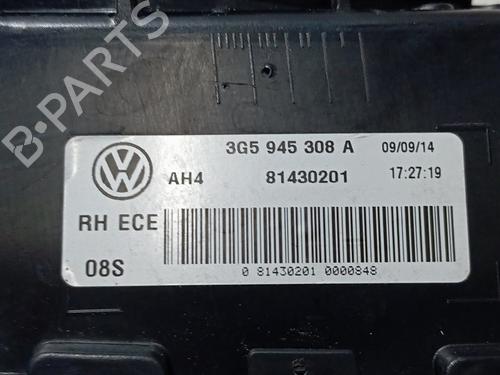 3G5 945 308 A 09/09/14
AH4 81430201 17:27:19
RH ECE
08S
0 81430201 0000848
B-PARTS